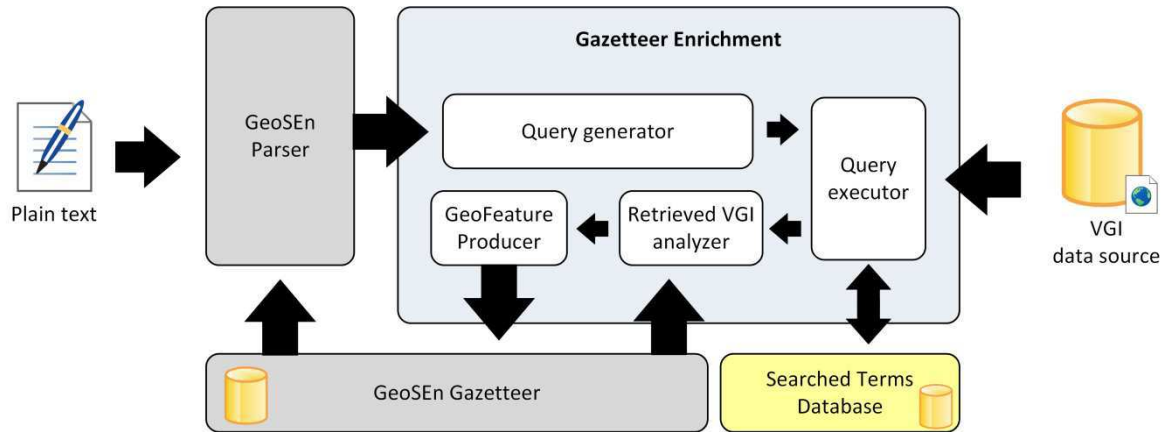 Gazetteer Enrichment
GeoSEn
Parser
Query generator
Query
executor
Plain text
GeoFeature
Producer
Retrieved VGI
analyzer
VGI
data source
GeoSEn Gazetteer
Searched Terms
Database